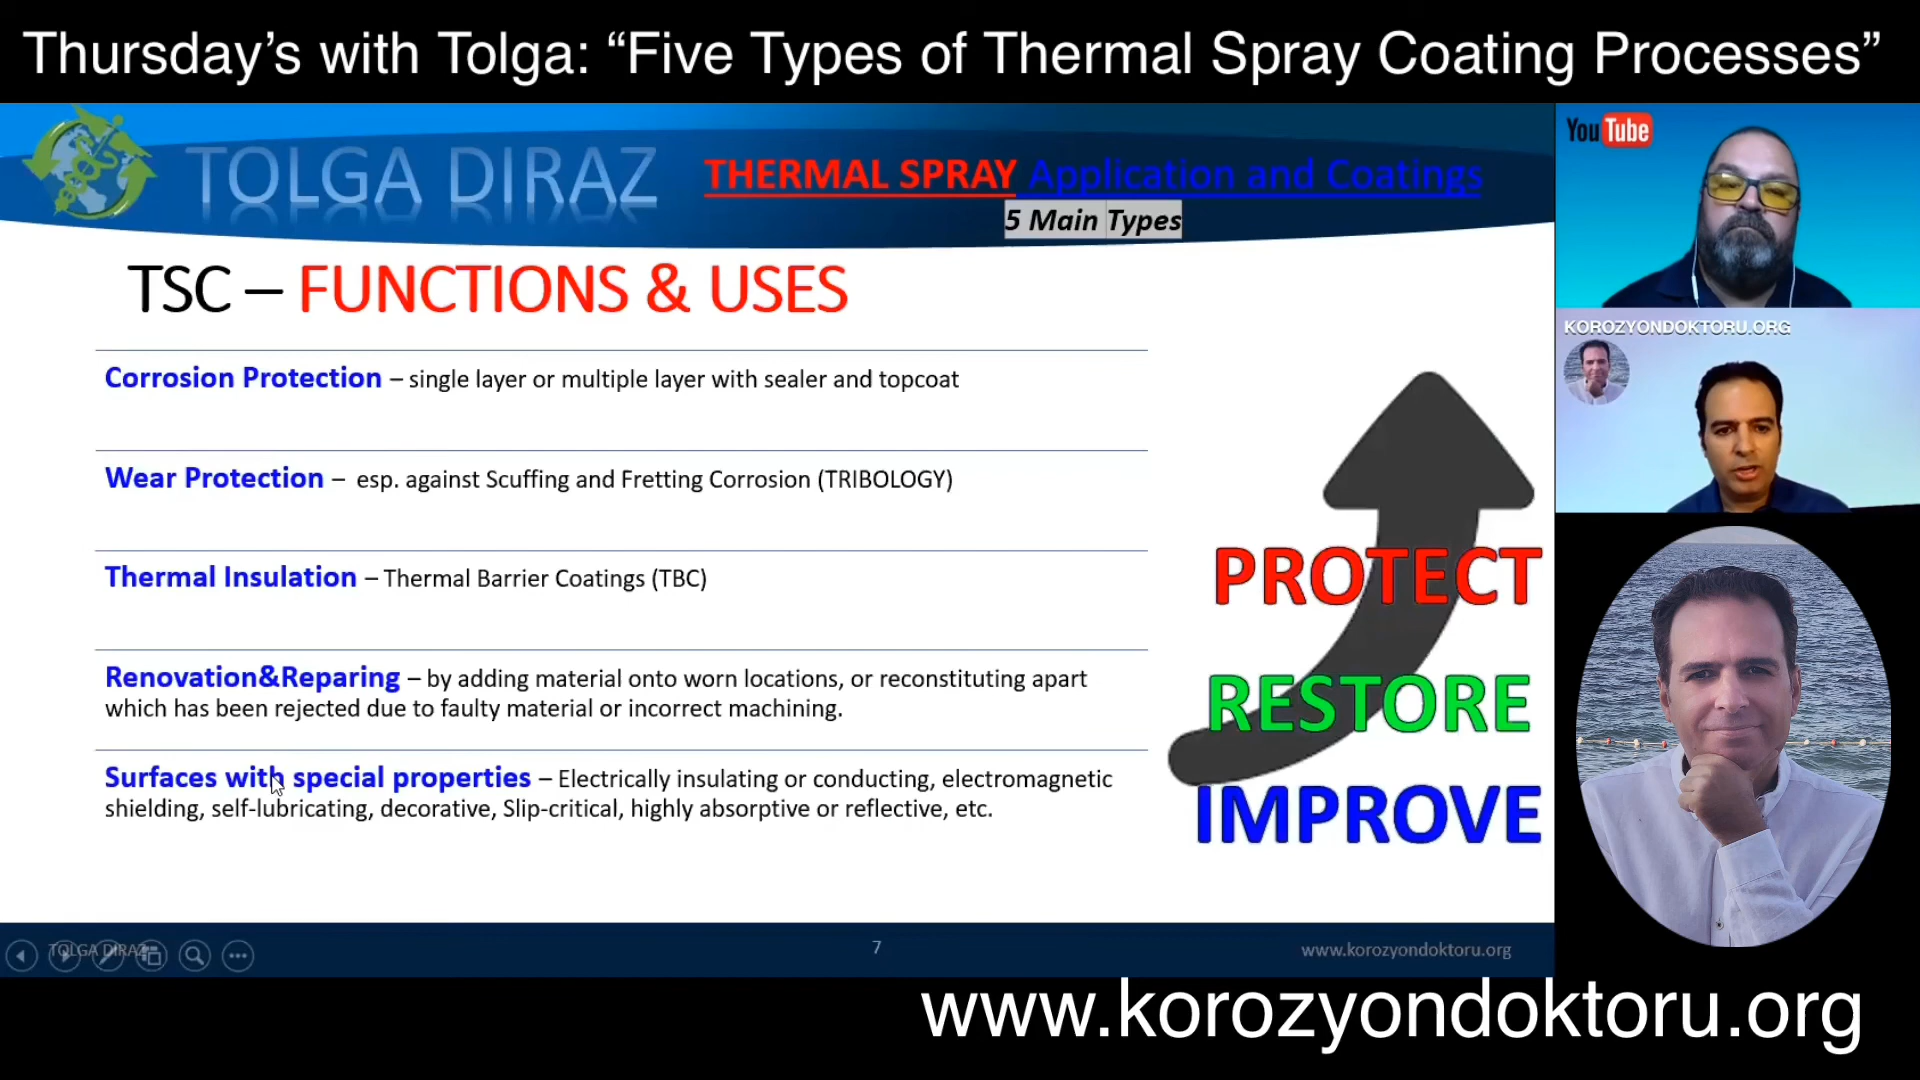 Thursday’s with Tolga: “Five Types of Thermal Spray Coating Processes”
TOLGA DIRAZ
THERMAL SPRAY Application and Coatings
5 Main Types
TSC – FUNCTIONS & USES
Corrosion Protection – single layer or multiple layer with sealer and topcoat
Wear Protection – esp. against Scuffing and Fretting Corrosion (TRIBOLOGY)
Thermal Insulation – Thermal Barrier Coatings (TBC)
Renovation&Reparing – by adding material onto worn locations, or reconstituting apart
which has been rejected due to faulty material or incorrect machining.
Surfaces with special properties – Electrically insulating or conducting, electromagnetic
shielding, self-lubricating, decorative, Slip-critical, highly absorptive or reflective, etc.
PROTECT
RESTORE
IMPROVE
YouTube
KOROZYONDOKTORU.ORG
TOLGA DIRAZ
7
www.korozyondoktoru.org
www.korozyondoktoru.org